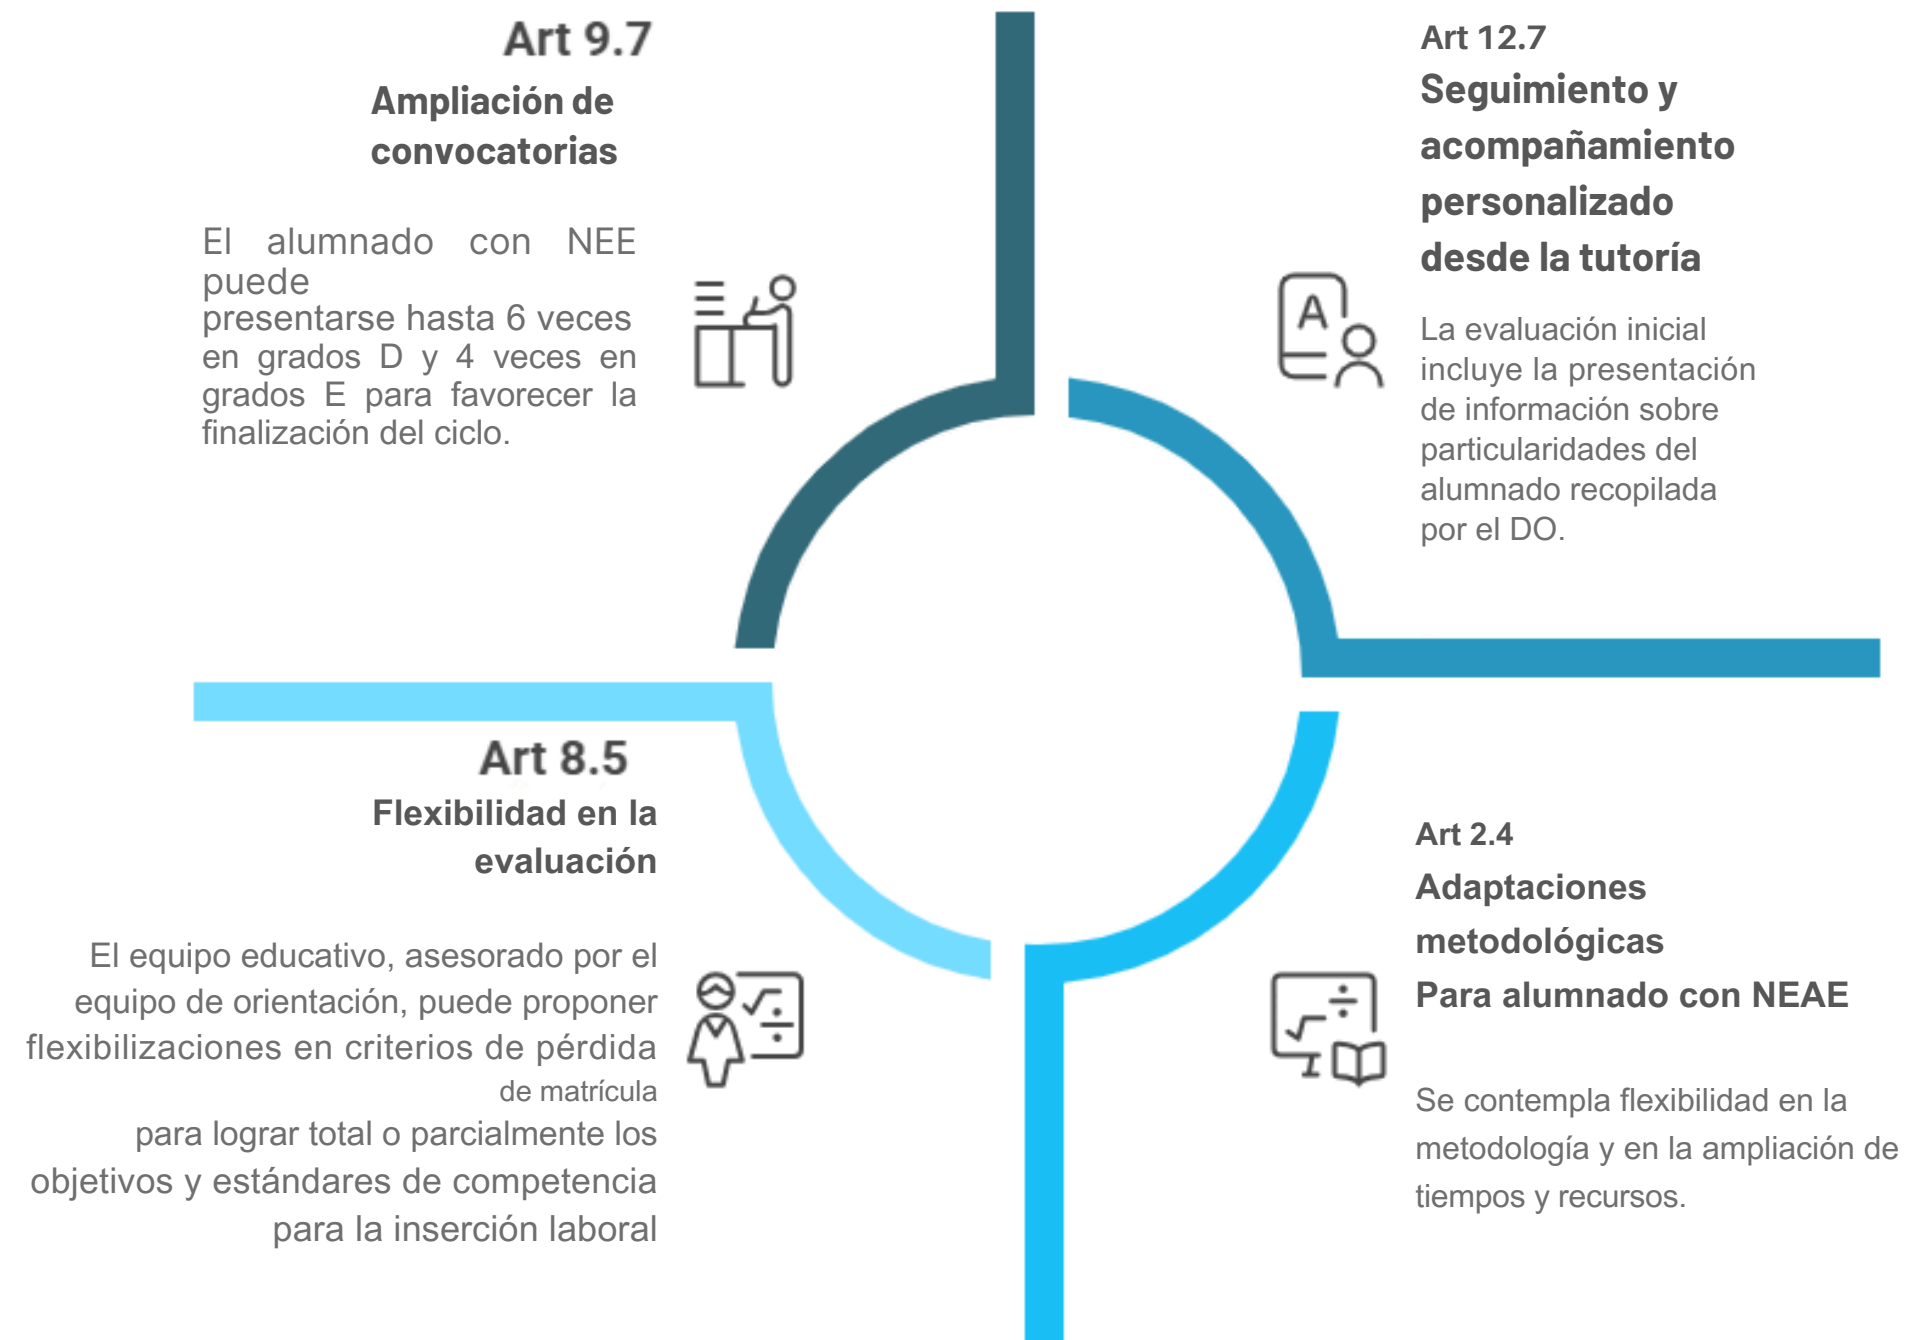 Art 9.7
Ampliación de
convocatorias
El alumnado con NEE
puede
presentarse hasta 6 veces
en grados D y 4 veces en
grados E para favorecer la
finalización del ciclo.
Art 12.7
Seguimiento y
acompañamiento
personalizado
desde la tutoría
A
La evaluación inicial
incluye la presentación
de información sobre
particularidades del
alumnado recopilada
por el DO.
Art 8.5
Flexibilidad en la
evaluación
El equipo educativo, asesorado por el
equipo de orientación, puede proponer
flexibilizaciones en criterios de pérdida
de matrícula
para lograr total o parcialmente los
objetivos y estándares de competencia
para la inserción laboral
Art 2.4
Adaptaciones
metodológicas
Para alumnado con NEAE
Se contempla flexibilidad en la
metodología y en la ampliación de
tiempos y recursos.